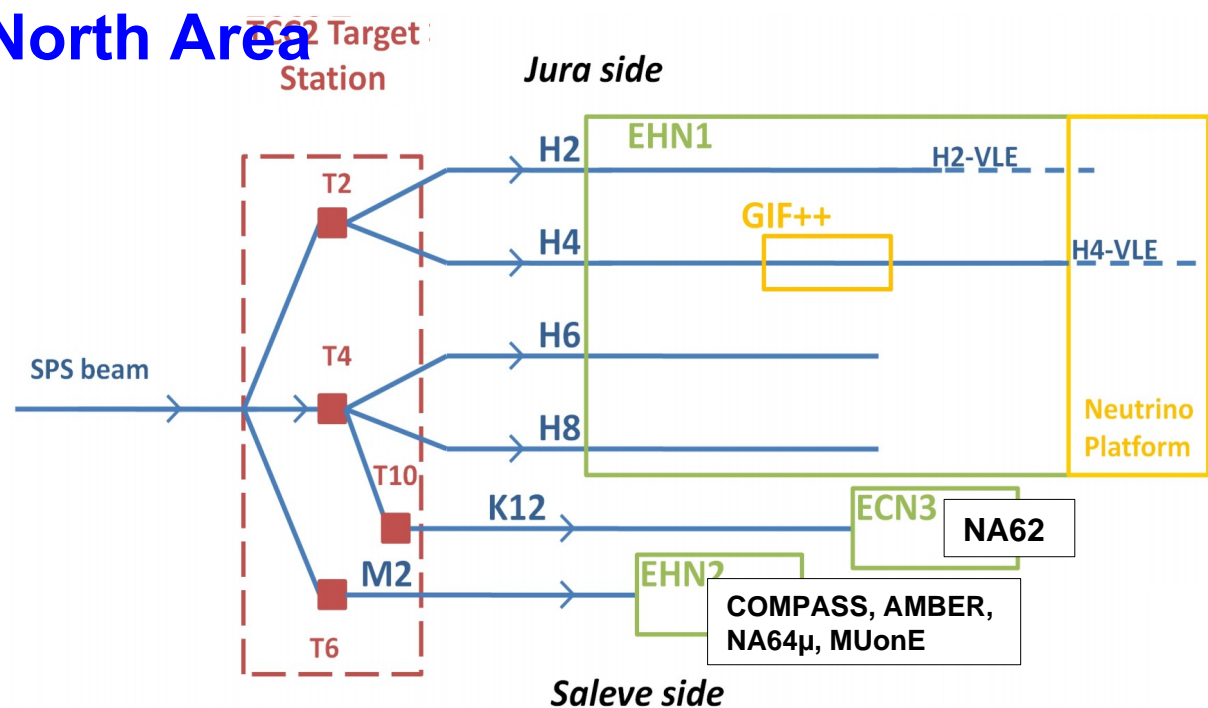 North Area
TCC2 Target
Station
Jura side
EHN1
H2
H2-VLE
T2
GIF++
H4
H4-VLE
H6
T4
SPS beam
Neutrino
Platform
H8
T10
K12
ECN3
NA62
M2
EHN2
COMPASS, AMBER,
NA64μ, MUonE
T6
Saleve side